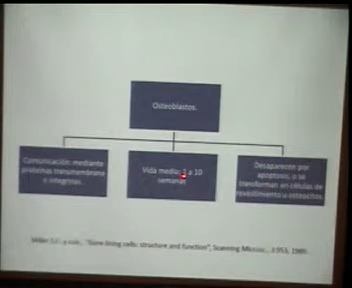 Osteoblastos.
Comunicación: mediante
proteínas transmembrana
o integrinas.
Vida media: 1 a 10
semanas
Desaparecen por
apoptosis, o se
transforman en células de
revestimiento u osteocitos.
Miller S.C. y cols., "Bone lining cells: structure and function", Scanning Microsc., 3:953, 1989.